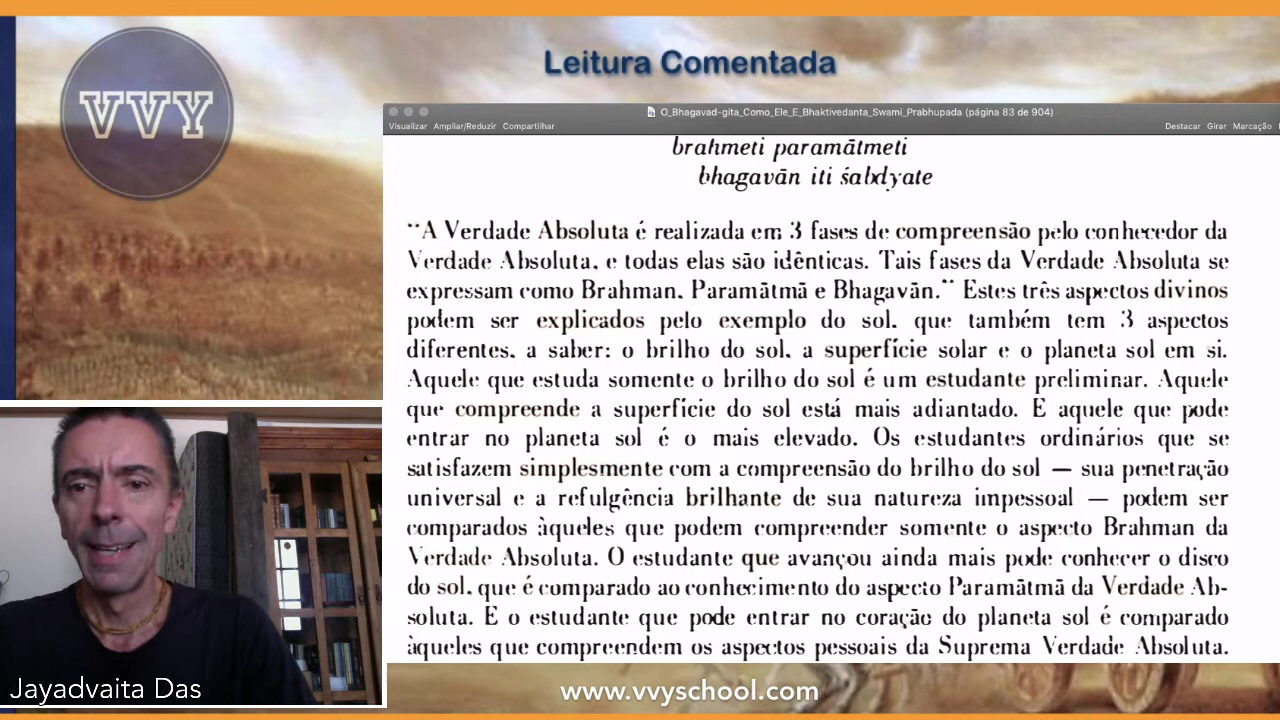 VVY
Leitura Comentada
O_Bhagavad-gita_Como_Ele_E_Bhaktivedanta_Swami_Prabhupada (página 83 de 904)
Visualizar Ampliar/Reduzir Compartilhar
Destacar Girar Marcação
brahmeti paramātmeti
bhagavān iti śabdyate
"A Verdade Absoluta é realizada em 3 fases de compreensão pelo conhecedor da
Verdade Absoluta, e todas elas são idênticas. Tais fases da Verdade Absoluta se
expressam como Brahman, Paramātmā e Bhagavān." Estes três aspectos divinos
podem ser explicados pelo exemplo do sol, que também tem 3 aspectos
diferentes, a saber: o brilho do sol, a superfície solar e o planeta sol em si.
Aquele que estuda somente o brilho do sol é um estudante preliminar. Aquele
que compreende a superfície do sol está mais adiantado. E aquele que pode
entrar no planeta sol é o mais elevado. Os estudantes ordinários que se
satisfazem simplesmente com a compreensão do brilho do sol — sua penetração
universal e a refulgência brilhante de sua natureza impessoal — podem ser
comparados àqueles que podem compreender somente o aspecto Brahman da
Verdade Absoluta. O estudante que avançou ainda mais pode conhecer o disco
do sol, que é comparado ao conhecimento do aspecto Paramātmā da Verdade Ab-
soluta. E o estudante que pode entrar no coração do planeta sol é comparado
àqueles que compreendem os aspectos pessoais da Suprema Verdade Absoluta.
Jayadvaita Das
www.vvyschool.com